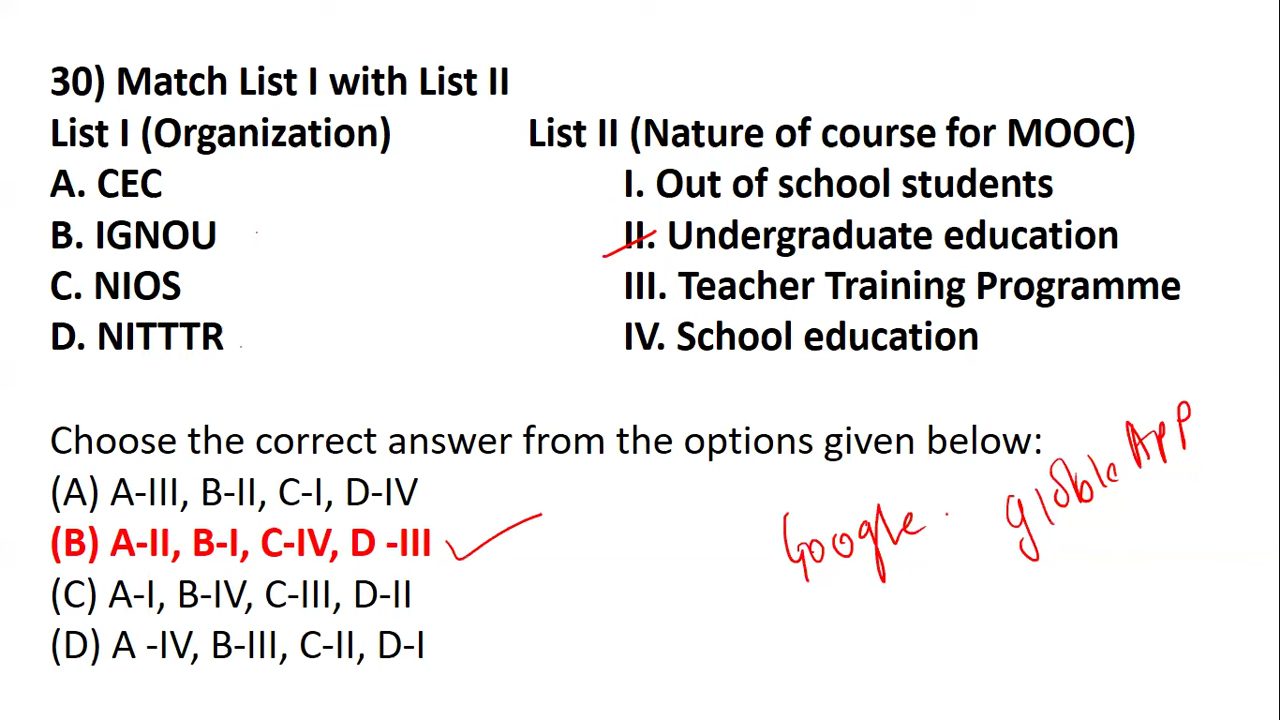 30) Match List I with List II
List I (Organization) List II (Nature of course for MOOC)
A. CEC I. Out of school students
B. IGNOU II. Undergraduate education
C. NIOS III. Teacher Training Programme
D. NITTTR IV. School education
Choose the correct answer from the options given below:
(A) A-III, B-II, C-I, D-IV
(B) A-II, B-I, C-IV, D -III
(C) A-I, B-IV, C-III, D-II
(D) A -IV, B-III, C-II, D-I
Google. globle App